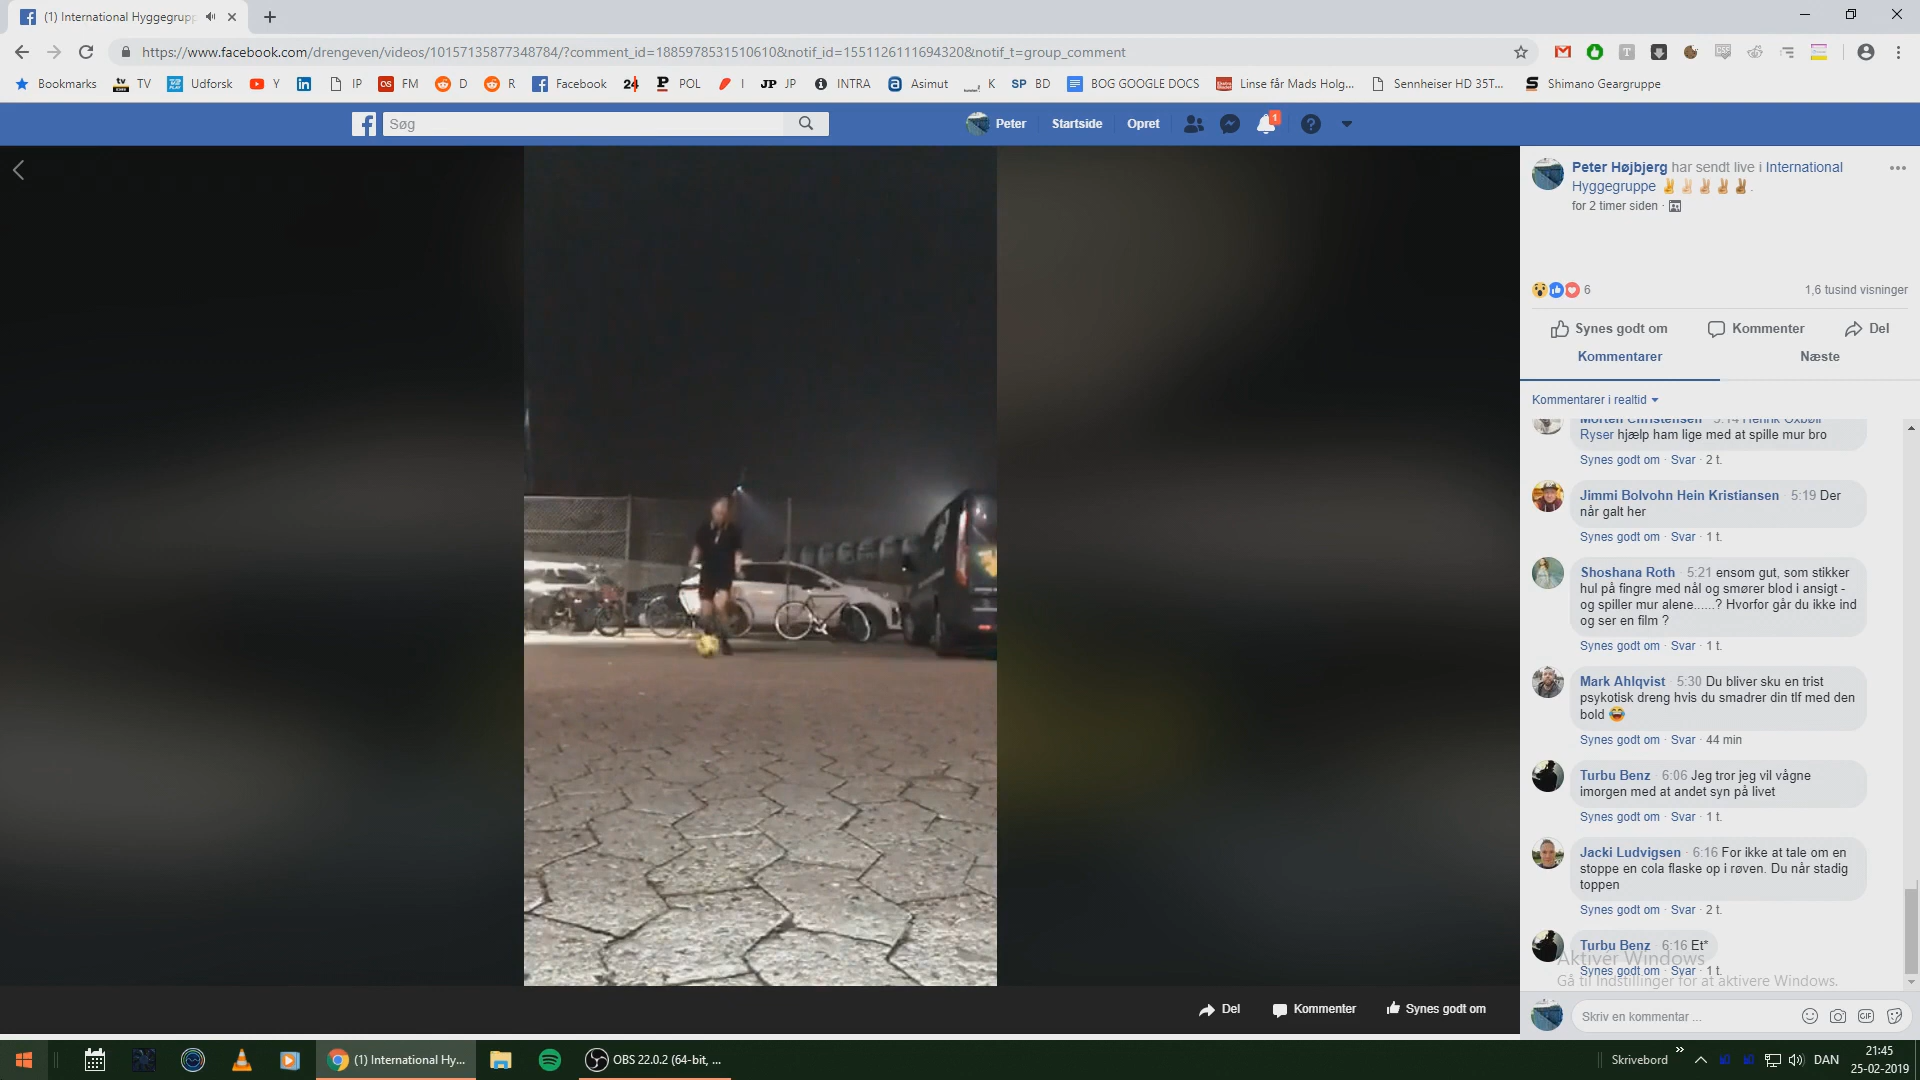 (1) International Hyggegrupp
https://www.facebook.com/drengeven/videos/10157135877348784/?comment_id=1885978531510610&notif_id=1551126111694320&notif_t=group_comment
Bookmarks TV Udforsk Y IP FM D R Facebook 24 POL I JP JP INTRA Asimut K SP BD BOG GOOGLE DOCS Linse får Mads Holg... Sennheiser HD 35T... Shimano Geargruppe
Søg
Peter Startside Opret 1
Peter Højbjerg har sendt live i International
Hyggegruppe ✌✌✌✌✌.
for 2 timer siden ·
6 1,6 tusind visninger
Synes godt om Kommenter Del
Kommentarer Næste
Kommentarer i realtid
Morten Christensen · 5:14 Henrik Oxbøll
Ryser hjælp ham lige med at spille mur bro
Synes godt om · Svar · 2 t.
Jimmi Bolvohn Hein Kristiansen · 5:19 Der
når galt her
Synes godt om · Svar · 1 t.
Shoshana Roth · 5:21 ensom gut, som stikker
hul på fingre med nål og smører blod i ansigt -
og spiller mur alene......? Hvorfor går du ikke ind
og ser en film ?
Synes godt om · Svar · 1 t.
Mark Ahlqvist · 5:30 Du bliver sku en trist
psykotisk dreng hvis du smadrer din tlf med den
bold 😂
Synes godt om · Svar · 44 min
Turbu Benz · 6:06 Jeg tror jeg vil vågne
imorgen med at andet syn på livet
Synes godt om · Svar · 1 t.
Jacki Ludvigsen · 6:16 For ikke at tale om en
stoppe en cola flaske op i røven. Du når stadig
toppen
Synes godt om · Svar · 2 t.
Turbu Benz · 6:16 Et*
Synes godt om · Svar · 1 t.
Aktiver Windows
Gå til Indstillinger for at aktivere Windows.
Del Kommenter Synes godt om
Skriv en kommentar ...
GIF
(1) International Hy...
OBS 22.0.2 (64-bit, ...
Skrivebord » DAN
21:45
25-02-2019